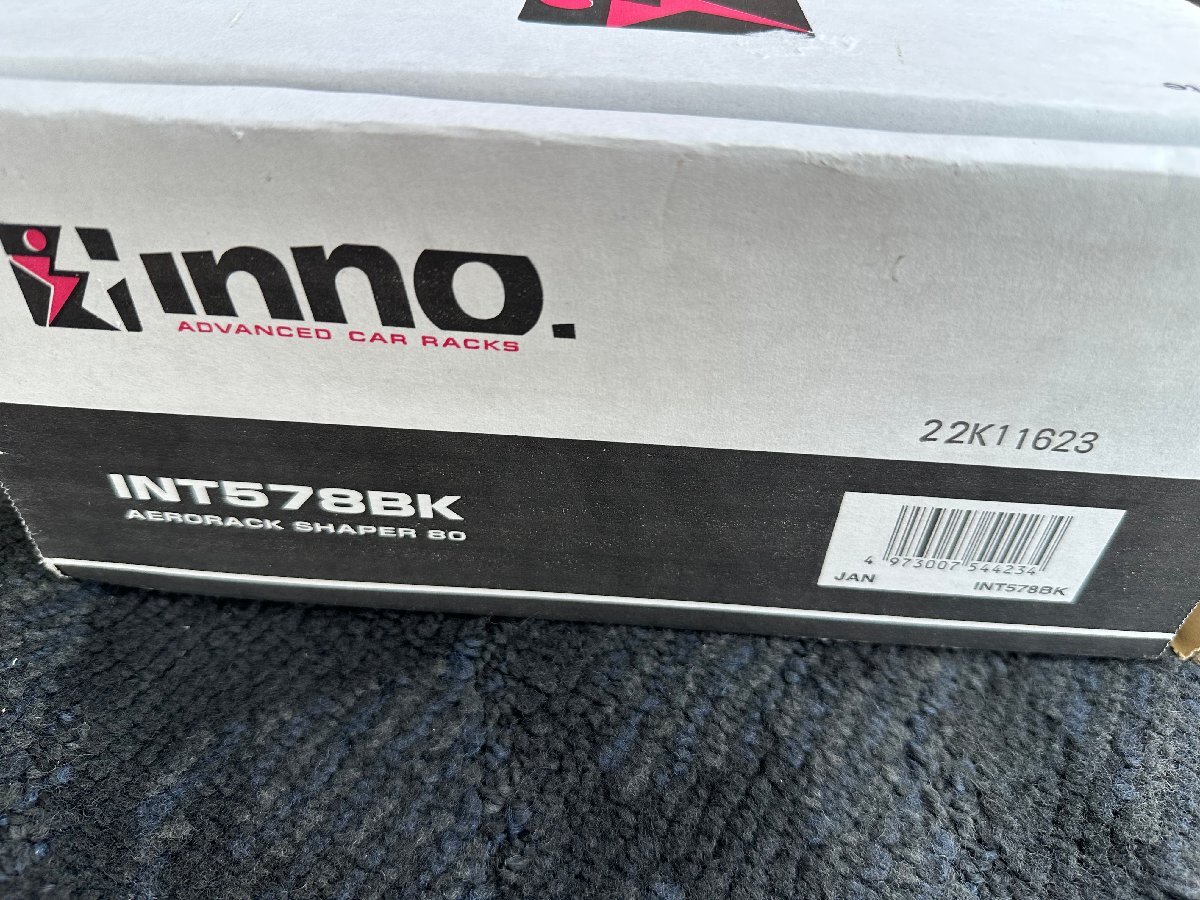 inno.
ADVANCED CAR RACKS
22K11623
INT578BK
AERORACK SHAPER 80
4 973007 544234
JAN INT578BK